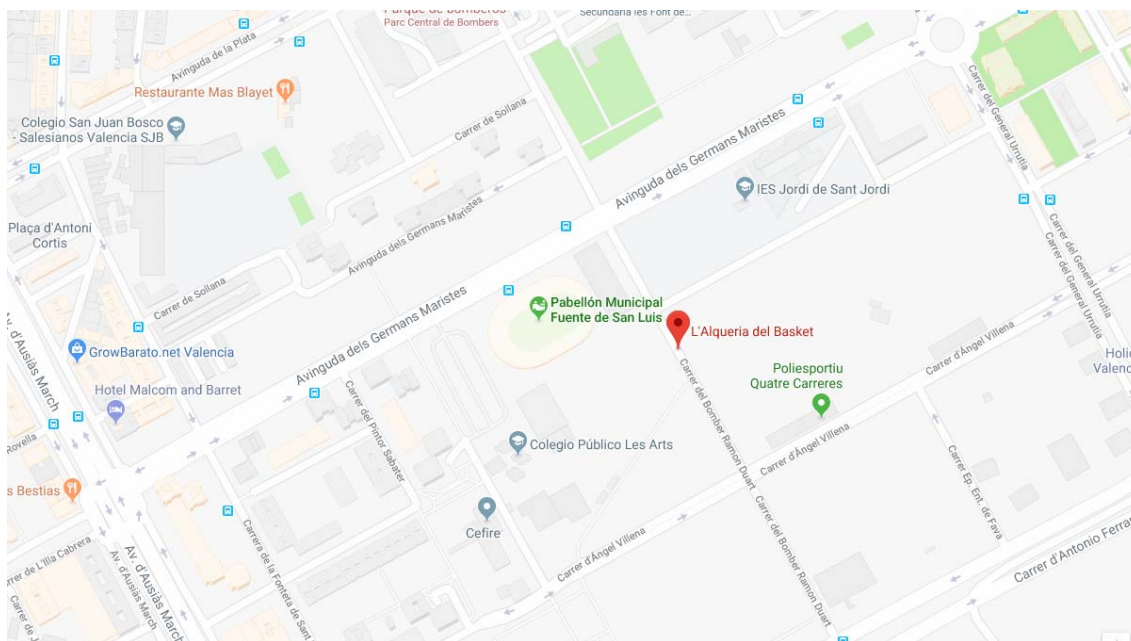 Parque de Bomberos
Parc Central de Bombers
Secundaria Ies Font de...
Avinguda de la Plata
Restaurante Mas Blayet
Colegio San Juan Bosco
Salesianos Valencia SJB
Carrer de Sollana
Avinguda dels Germans Maristes
Carrer del General Urrutia
IES Jordi de Sant Jordi
Plaça d'Antoni
Cortis
Avinguda dels Germans Maristes
Carrer de Sollana
Carrer del General Urrutia
Carrer del General Urrutia
Pabellón Municipal
Fuente de San Luis
L'Alqueria del Basket
Avinguda dels Germans Maristes
Av. d'Ausiàs March
GrowBarato.net Valencia
Hotel Malcom and Barret
Poliesportiu
Quatre Carreres
Carrer d'Àngel Villena
Holid
Valenc
Carrer del Bomber Ramon Duart
Carrer del Pintor Sabater
Rovella
Colegio Público Les Arts
Carrer d'Àngel Villena
s Bestias
Cefire
Carrer Ep. Ent. de Fava
Carrer del Bomber Ramon Duart
Carrer d'Àngel Villena
Carrer d'Antonio Ferra
Carrera de la Fonteta de Sant
rrer de L'Illa Cabrera
Av. d'Ausiàs March
Av. d'Ausiàs March
Carrer de J